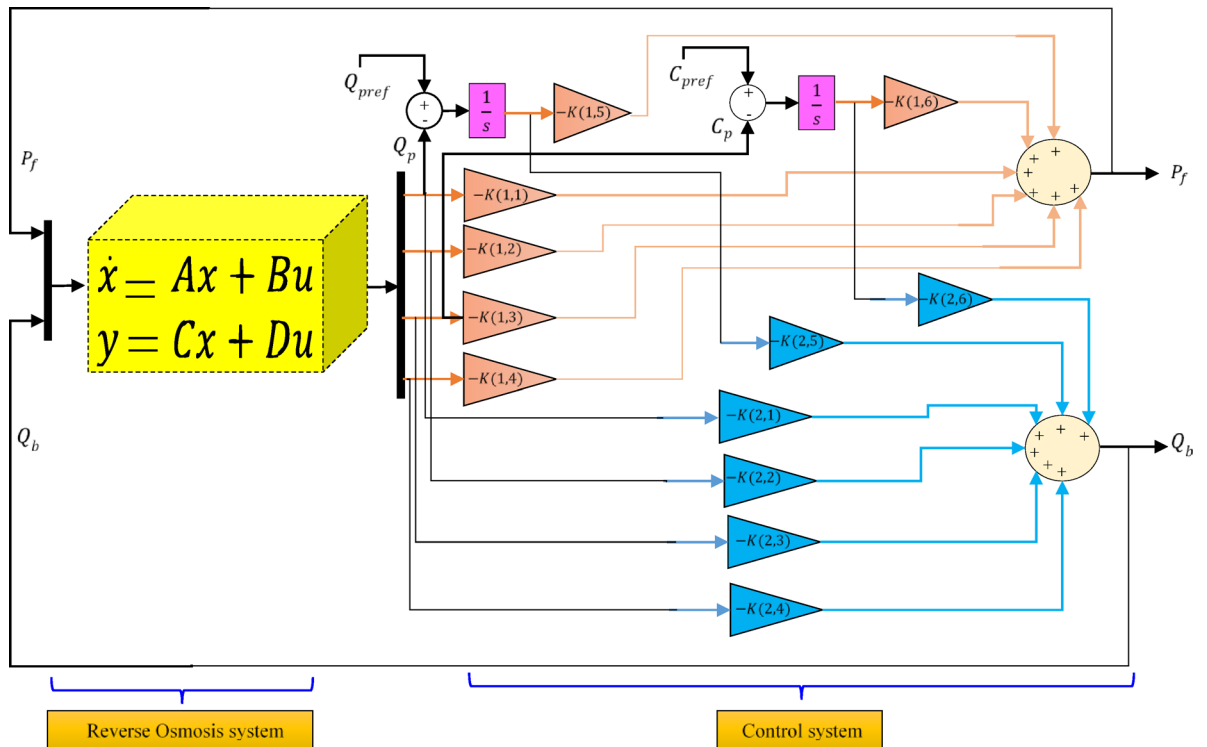 Q_pref
C_pref
1/s
−K(1,5)
1/s
−K(1,6)
+
-
+
-
Q_p
C_p
P_f
−K(1,1)
+ +
+ +
+ +
P_f
−K(1,2)
ẋ = Ax + Bu
y = Cx + Du
−K(1,3)
−K(2,6)
−K(2,5)
−K(1,4)
−K(2,1)
Q_b
+ + +
+ + +
Q_b
−K(2,2)
−K(2,3)
−K(2,4)
Reverse Osmosis system
Control system